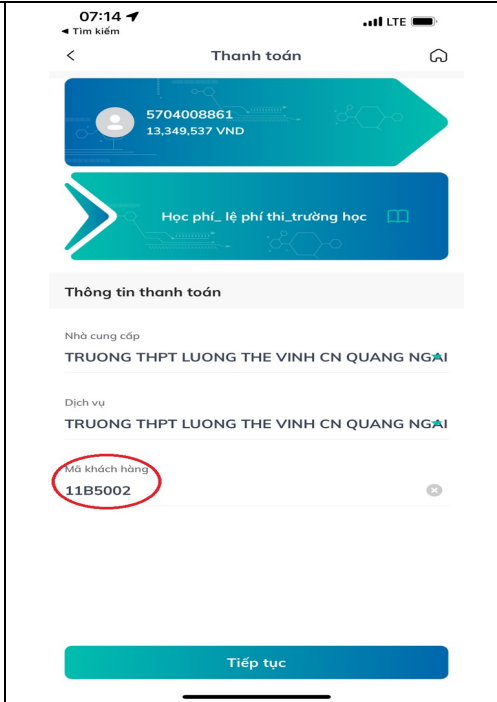 07:14
◄ Tìm kiếm
LTE
Thanh toán
5704008861
13,349,537 VND
Học phí_ lệ phí thi_trường học
Thông tin thanh toán
Nhà cung cấp
TRUONG THPT LUONG THE VINH CN QUANG NGAI
Dịch vụ
TRUONG THPT LUONG THE VINH CN QUANG NGAI
Mã khách hàng
11B5002
Tiếp tục